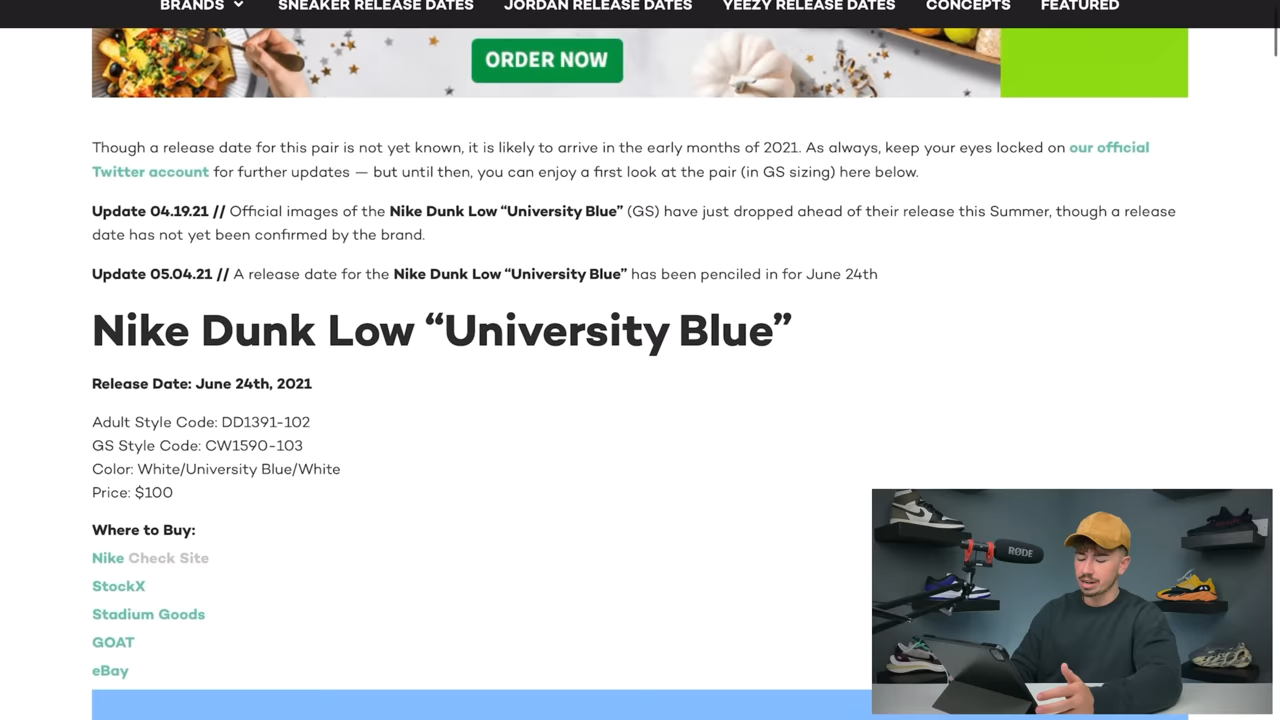 BRANDS SNEAKER RELEASE DATES JORDAN RELEASE DATES YEEZY RELEASE DATES CONCEPTS FEATURED
ORDER NOW
Though a release date for this pair is not yet known, it is likely to arrive in the early months of 2021. As always, keep your eyes locked on our official
Twitter account for further updates — but until then, you can enjoy a first look at the pair (in GS sizing) here below.
Update 04.19.21 // Official images of the Nike Dunk Low “University Blue” (GS) have just dropped ahead of their release this Summer, though a release
date has not yet been confirmed by the brand.
Update 05.04.21 // A release date for the Nike Dunk Low “University Blue” has been penciled in for June 24th
Nike Dunk Low “University Blue”
Release Date: June 24th, 2021
Adult Style Code: DD1391-102
GS Style Code: CW1590-103
Color: White/University Blue/White
Price: $100
Where to Buy:
Nike Check Site
StockX
Stadium Goods
GOAT
eBay
RØDE